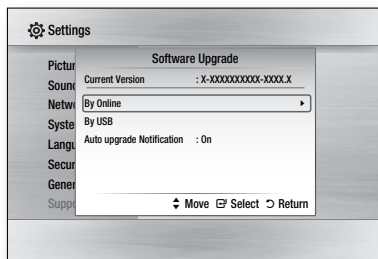 Settings
Software Upgrade
Current Version : X-XXXXXXXXXX-XXXX.X
By Online
By USB
Auto upgrade Notification : On
Pictur
Sound
Netwo
Syste
Langu
Secur
Gener
Suppo
Move Select Return